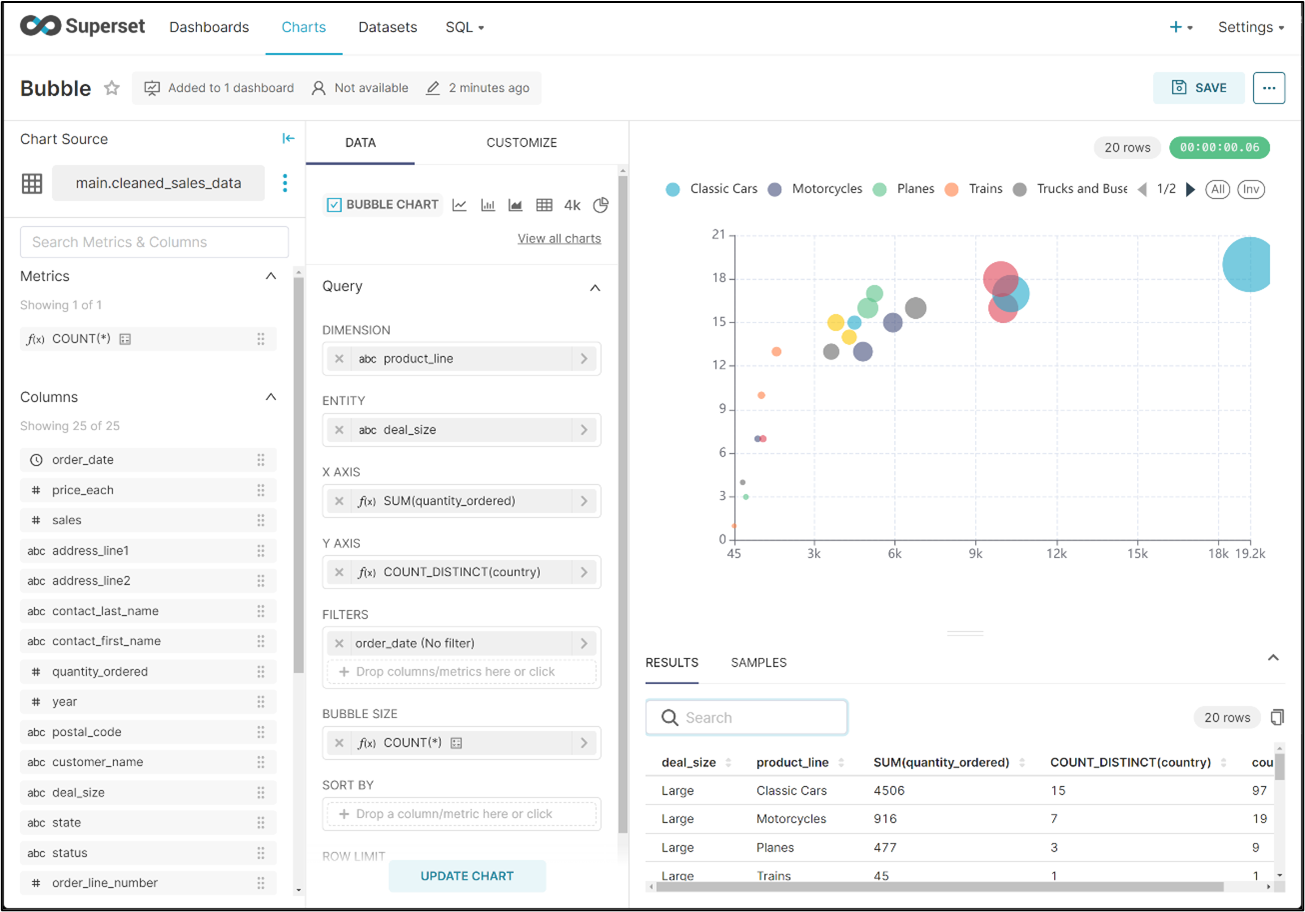 Superset Dashboards Charts Datasets SQL + Settings
Bubble Added to 1 dashboard Not available 2 minutes ago SAVE ...
Chart Source
main.cleaned_sales_data
Search Metrics & Columns
Metrics
Showing 1 of 1
f(x) COUNT(*)
Columns
Showing 25 of 25
order_date
# price_each
# sales
abc address_line1
abc address_line2
abc contact_last_name
abc contact_first_name
# quantity_ordered
# year
abc postal_code
abc customer_name
abc deal_size
abc state
abc status
# order_line_number
DATA CUSTOMIZE
BUBBLE CHART 4k
View all charts
Query
DIMENSION
abc product_line
ENTITY
abc deal_size
X AXIS
f(x) SUM(quantity_ordered)
Y AXIS
f(x) COUNT_DISTINCT(country)
FILTERS
order_date (No filter)
+ Drop columns/metrics here or click
BUBBLE SIZE
f(x) COUNT(*)
SORT BY
+ Drop a column/metric here or click
ROW LIMIT
UPDATE CHART
20 rows 00:00:00.06
Classic Cars Motorcycles Planes Trains Trucks and Buse 1/2 All Inv
21
18
15
12
9
6
3
0
45 3k 6k 9k 12k 15k 18k 19.2k
RESULTS SAMPLES
Search 20 rows
deal_size product_line SUM(quantity_ordered) COUNT_DISTINCT(country) cou
Large Classic Cars 4506 15 97
Large Motorcycles 916 7 19
Large Planes 477 3 9
Large Trains 45 1 1